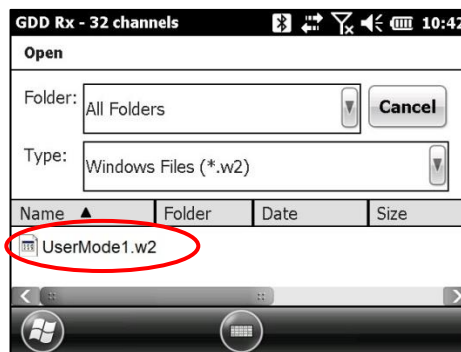 GDD Rx - 32 channels 10:42
Open
Folder: All Folders Cancel
Type: Windows Files (*.w2)
Name Folder Date Size
UserMode1.w2